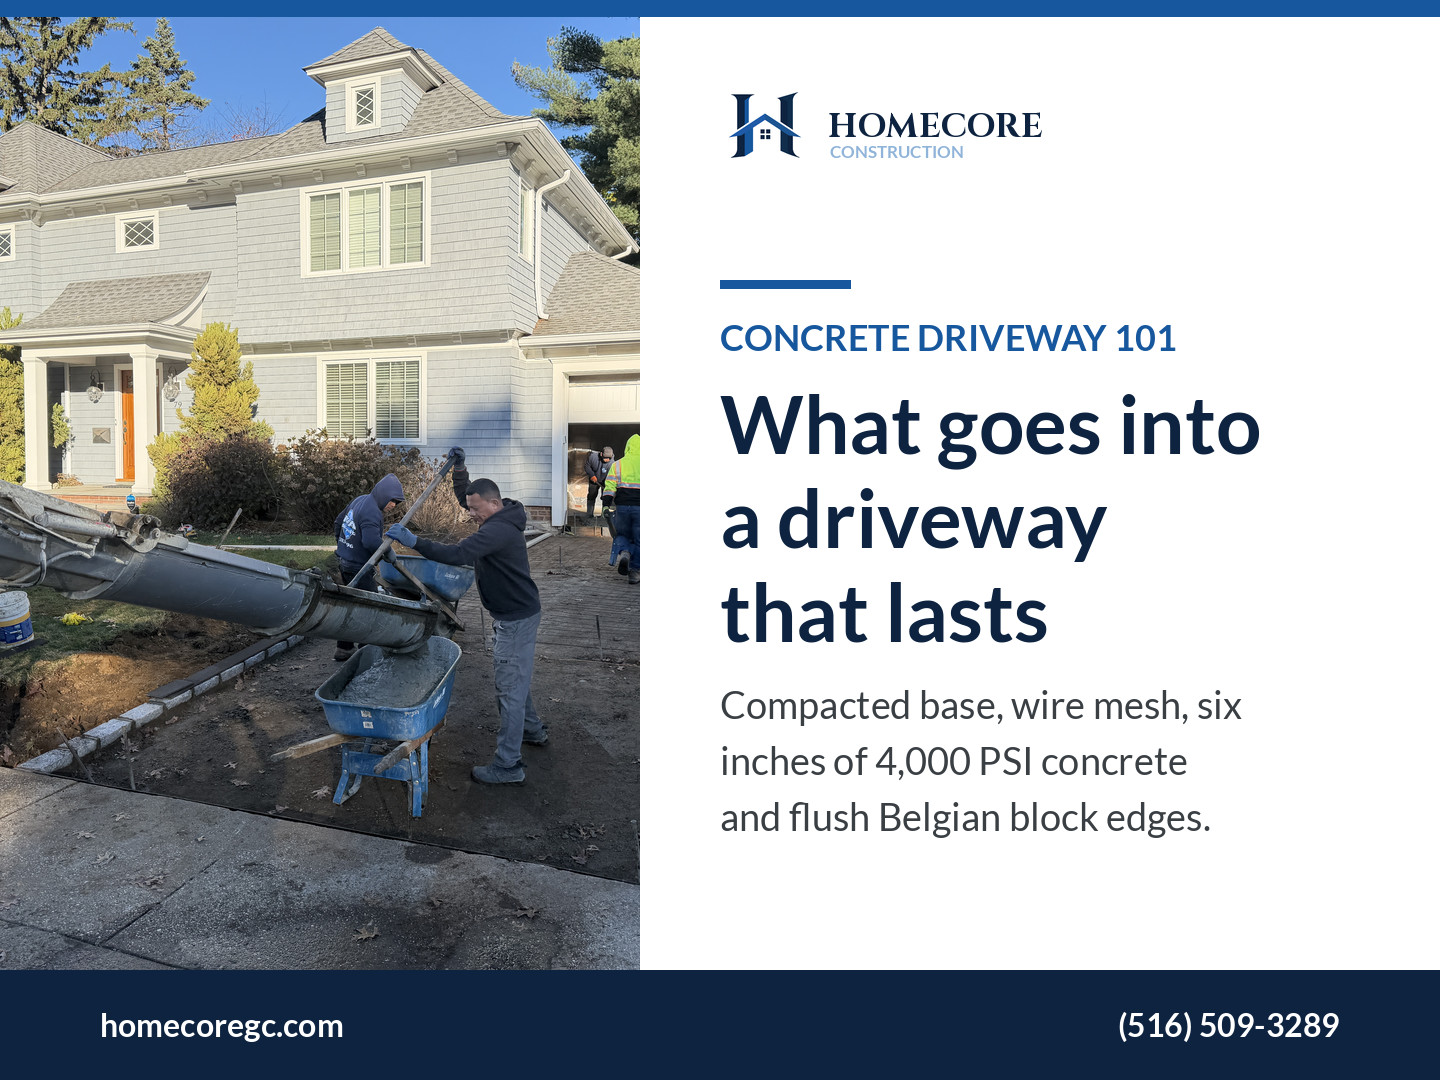 HOMECORE
CONSTRUCTION
CONCRETE DRIVEWAY 101
What goes into
a driveway
that lasts
Compacted base, wire mesh, six
inches of 4,000 PSI concrete
and flush Belgian block edges.
homecoregc.com
(516) 509-3289